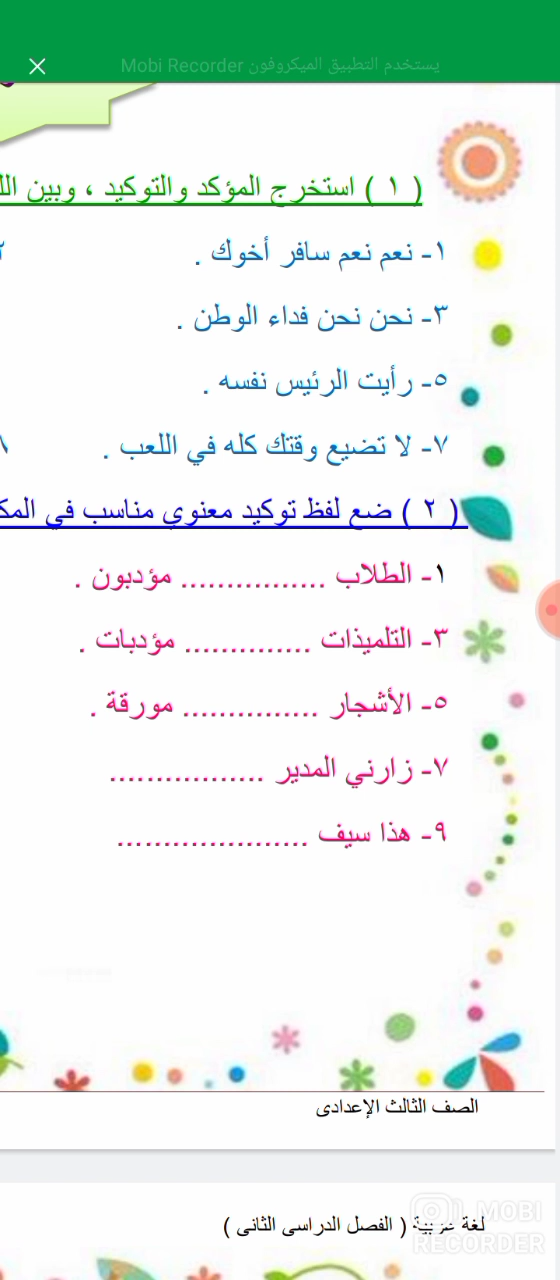 يستخدم التطبيق الميكروفون Mobi Recorder
( ١ ) استخرج المؤكد والتوكيد ، وبين
١- نعم نعم سافر أخوك .
٣- نحن نحن فداء الوطن .
٥- رأيت الرئيس نفسه .
٧- لا تضيع وقتك كله في اللعب .
( ٢ ) ضع لفظ توكيد معنوي مناسب في
١- الطلاب ................ مؤدبون .
٣- التلميذات .............. مؤدبات .
٥- الأشجار ............... مورقة .
٧- زارني المدير .................
٩- هذا سيف .....................
الصف الثالث الإعدادى
لغة عربية ( الفصل الدراسى الثانى )
MOBI
RECORDER